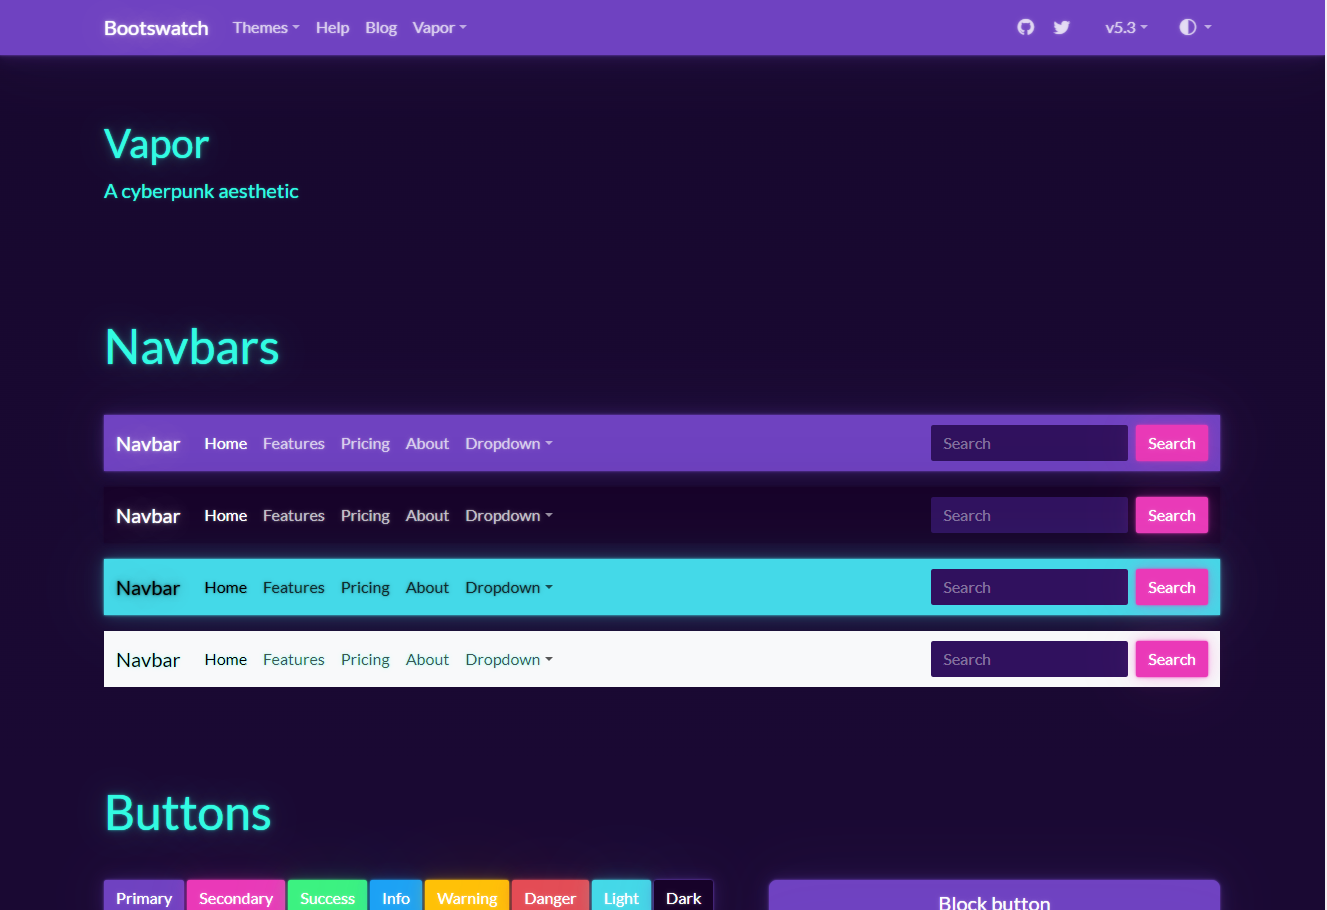 Bootswatch Themes Help Blog Vapor v5.3
Vapor
A cyberpunk aesthetic
Navbars
Navbar Home Features Pricing About Dropdown Search Search
Navbar Home Features Pricing About Dropdown Search Search
Navbar Home Features Pricing About Dropdown Search Search
Navbar Home Features Pricing About Dropdown Search Search
Buttons
Primary Secondary Success Info Warning Danger Light Dark
Block button